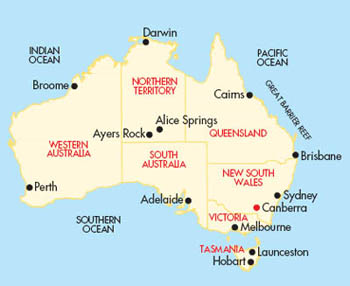 Darwin
INDIAN
OCEAN
PACIFIC
OCEAN
Broome
NORTHERN
TERRITORY
Cairns
GREAT BARRIER REEF
Alice Springs
Ayers Rock
QUEENSLAND
WESTERN
AUSTRALIA
SOUTH
AUSTRALIA
Brisbane
NEW SOUTH
WALES
Perth
Sydney
Adelaide
Canberra
SOUTHERN
OCEAN
VICTORIA
Melbourne
TASMANIA
Launceston
Hobart